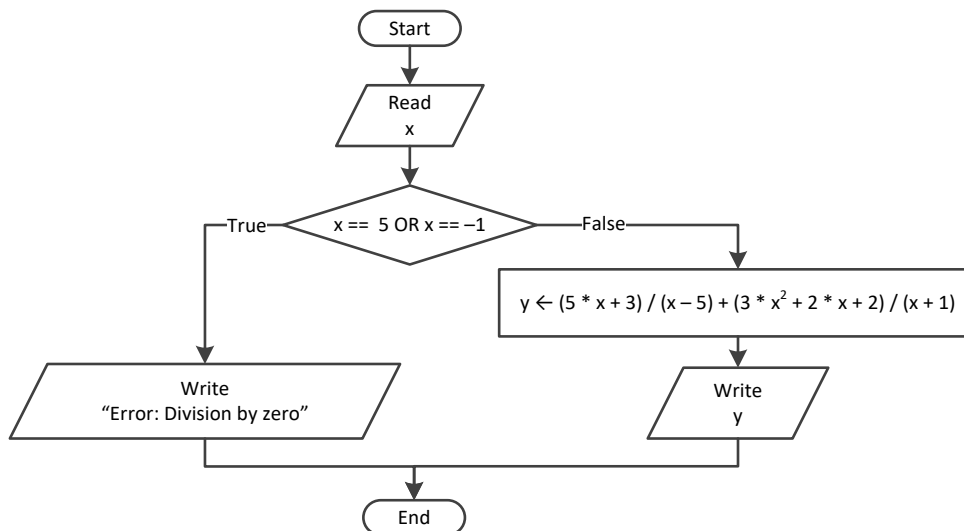 Start
Read
x
x == 5 OR x == –1
True
False
y ← (5 * x + 3) / (x – 5) + (3 * x² + 2 * x + 2) / (x + 1)
Write
“Error: Division by zero”
Write
y
End